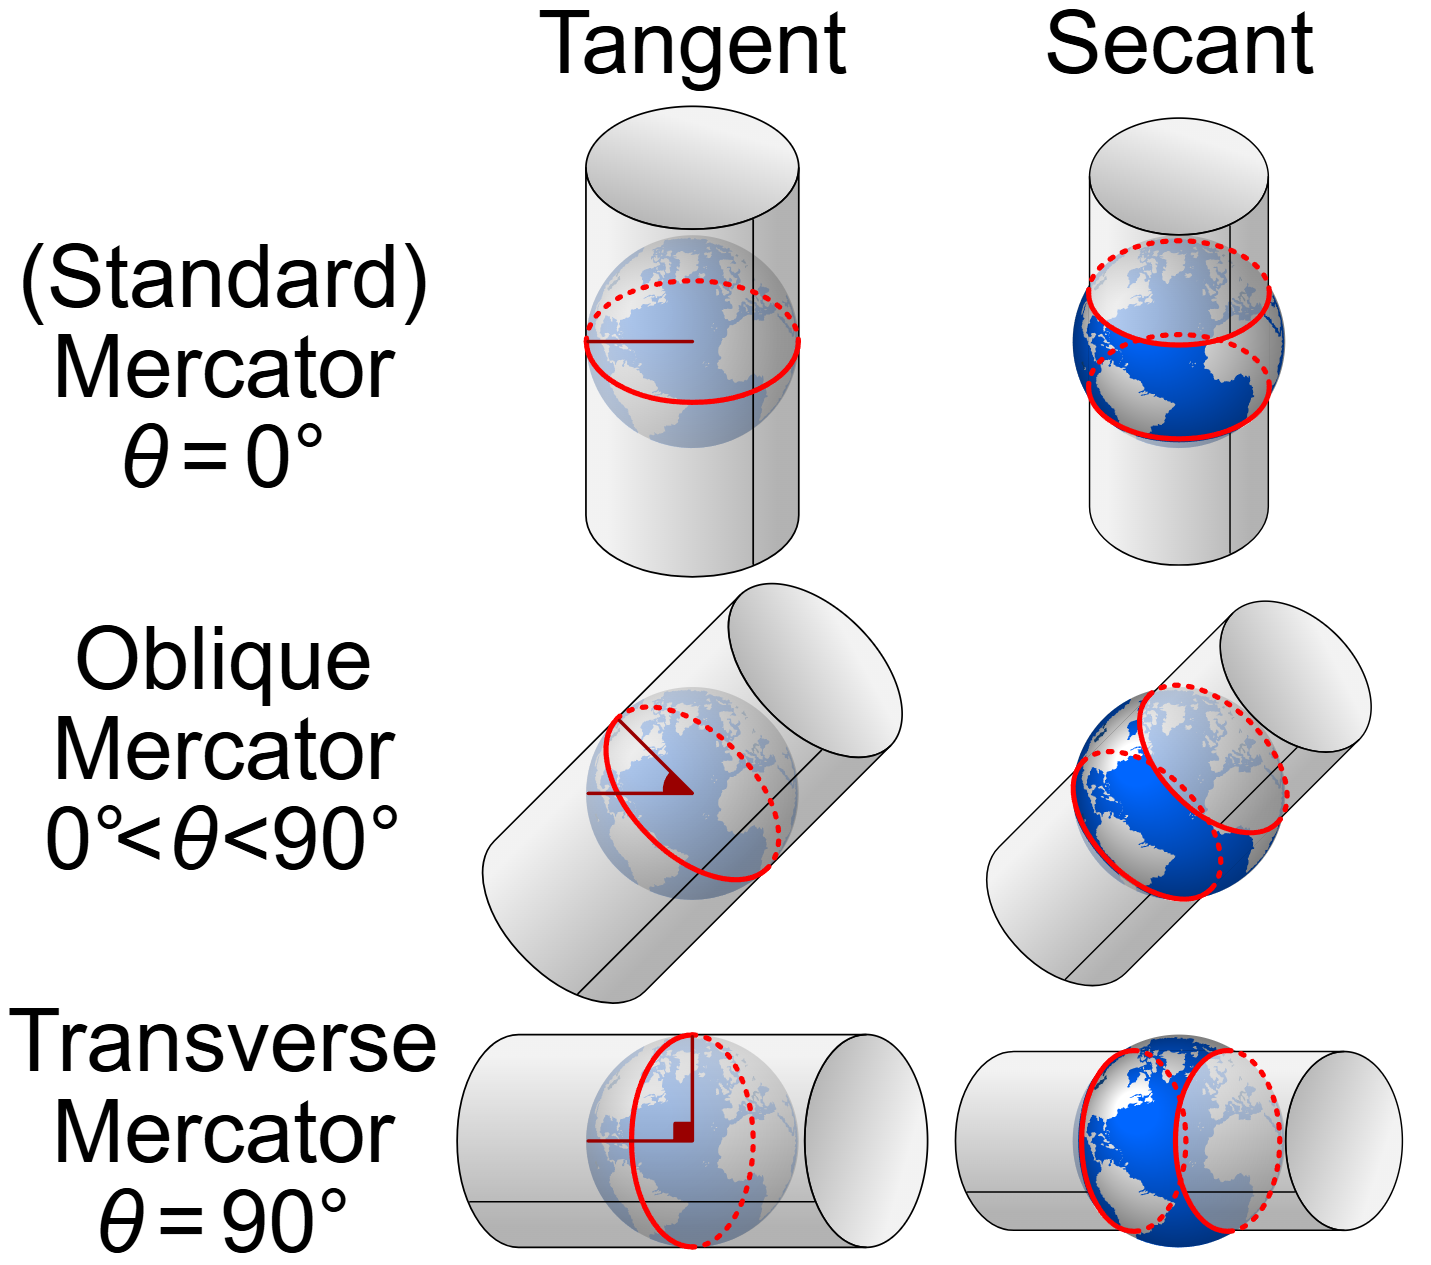 Tangent Secant
(Standard)
Mercator
θ = 0°
Oblique
Mercator
0°<θ<90°
Transverse
Mercator
θ = 90°